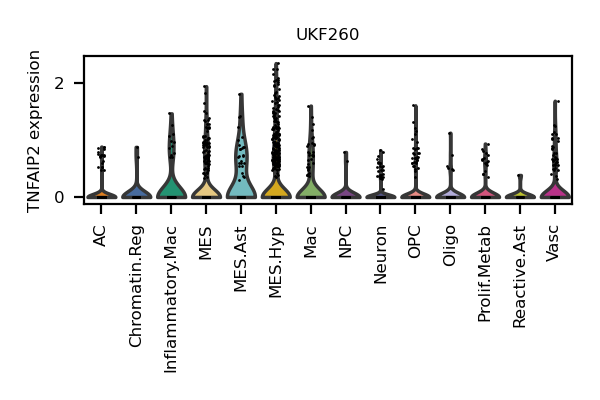 UKF260
TNFAIP2 expression
2
0
AC
Chromatin.Reg
Inflammatory.Mac
MES
MES.Ast
MES.Hyp
Mac
NPC
Neuron
OPC
Oligo
Prolif.Metab
Reactive.Ast
Vasc